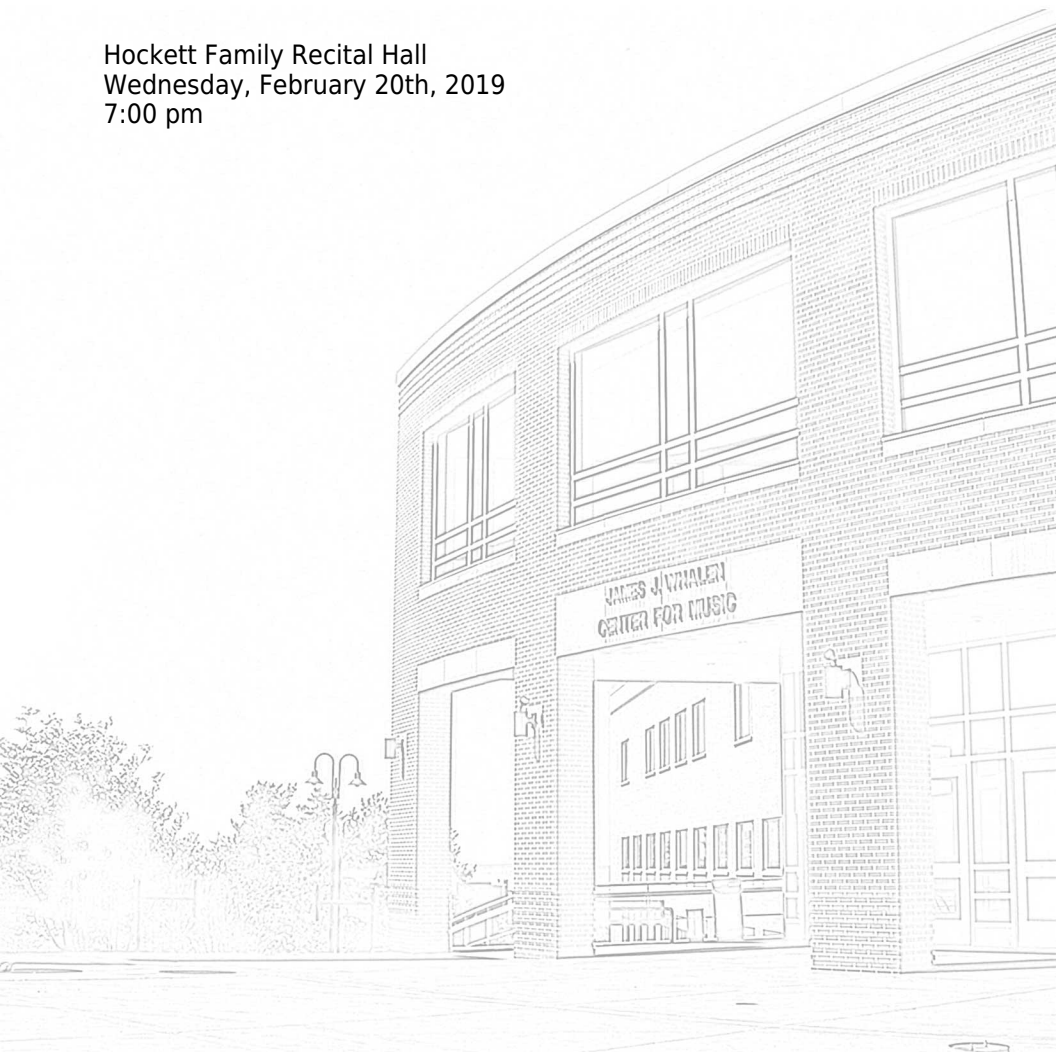 Hockett Family Recital Hall
Wednesday, February 20th, 2019
7:00 pm
JAMES J. WHALEN
CENTER FOR MUSIC